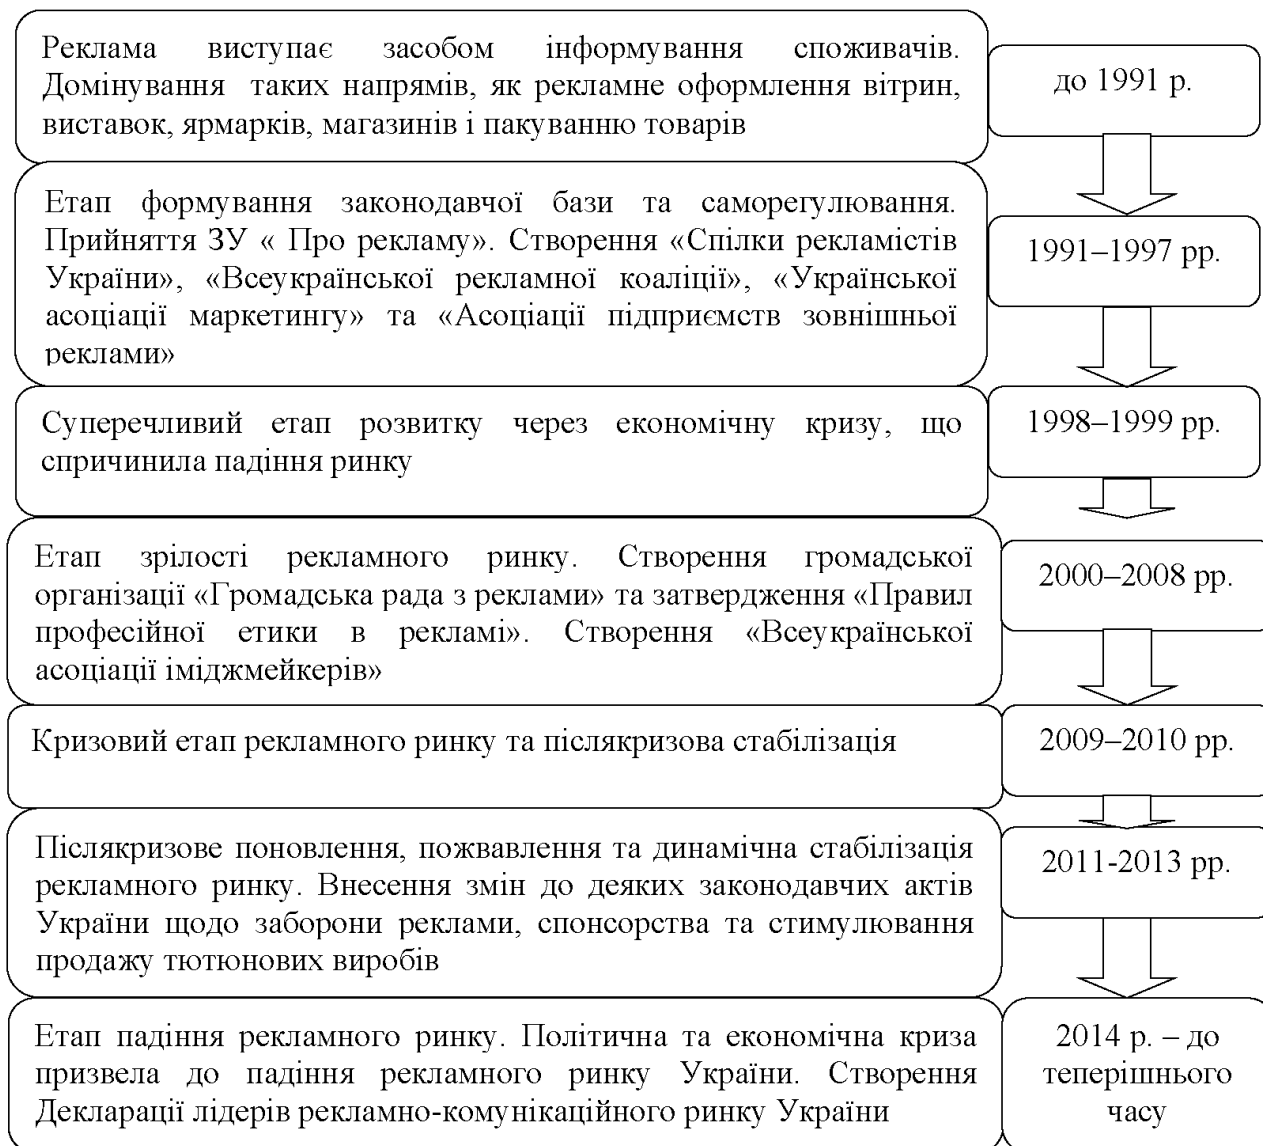 Реклама виступає засобом інформування споживачів.
Домінування таких напрямів, як рекламне оформлення вітрин,
виставок, ярмарків, магазинів і пакуванню товарів
до 1991 р.
Етап формування законодавчої бази та саморегулювання.
Прийняття ЗУ « Про рекламу». Створення «Спілки рекламістів
України», «Всеукраїнської рекламної коаліції», «Української
асоціації маркетингу» та «Асоціації підприємств зовнішньої
реклами»
1991–1997 рр.
Суперечливий етап розвитку через економічну кризу, що
спричинила падіння ринку
1998–1999 рр.
Етап зрілості рекламного ринку. Створення громадської
організації «Громадська рада з реклами» та затвердження «Правил
професійної етики в рекламі». Створення «Всеукраїнської
асоціації іміджмейкерів»
2000–2008 рр.
Кризовий етап рекламного ринку та післякризова стабілізація
2009–2010 рр.
Післякризове поновлення, пожвавлення та динамічна стабілізація
рекламного ринку. Внесення змін до деяких законодавчих актів
України щодо заборони реклами, спонсорства та стимулювання
продажу тютюнових виробів
2011-2013 рр.
Етап падіння рекламного ринку. Політична та економічна криза
призвела до падіння рекламного ринку України. Створення
Декларації лідерів рекламно-комунікаційного ринку України
2014 р. – до
теперішнього
часу